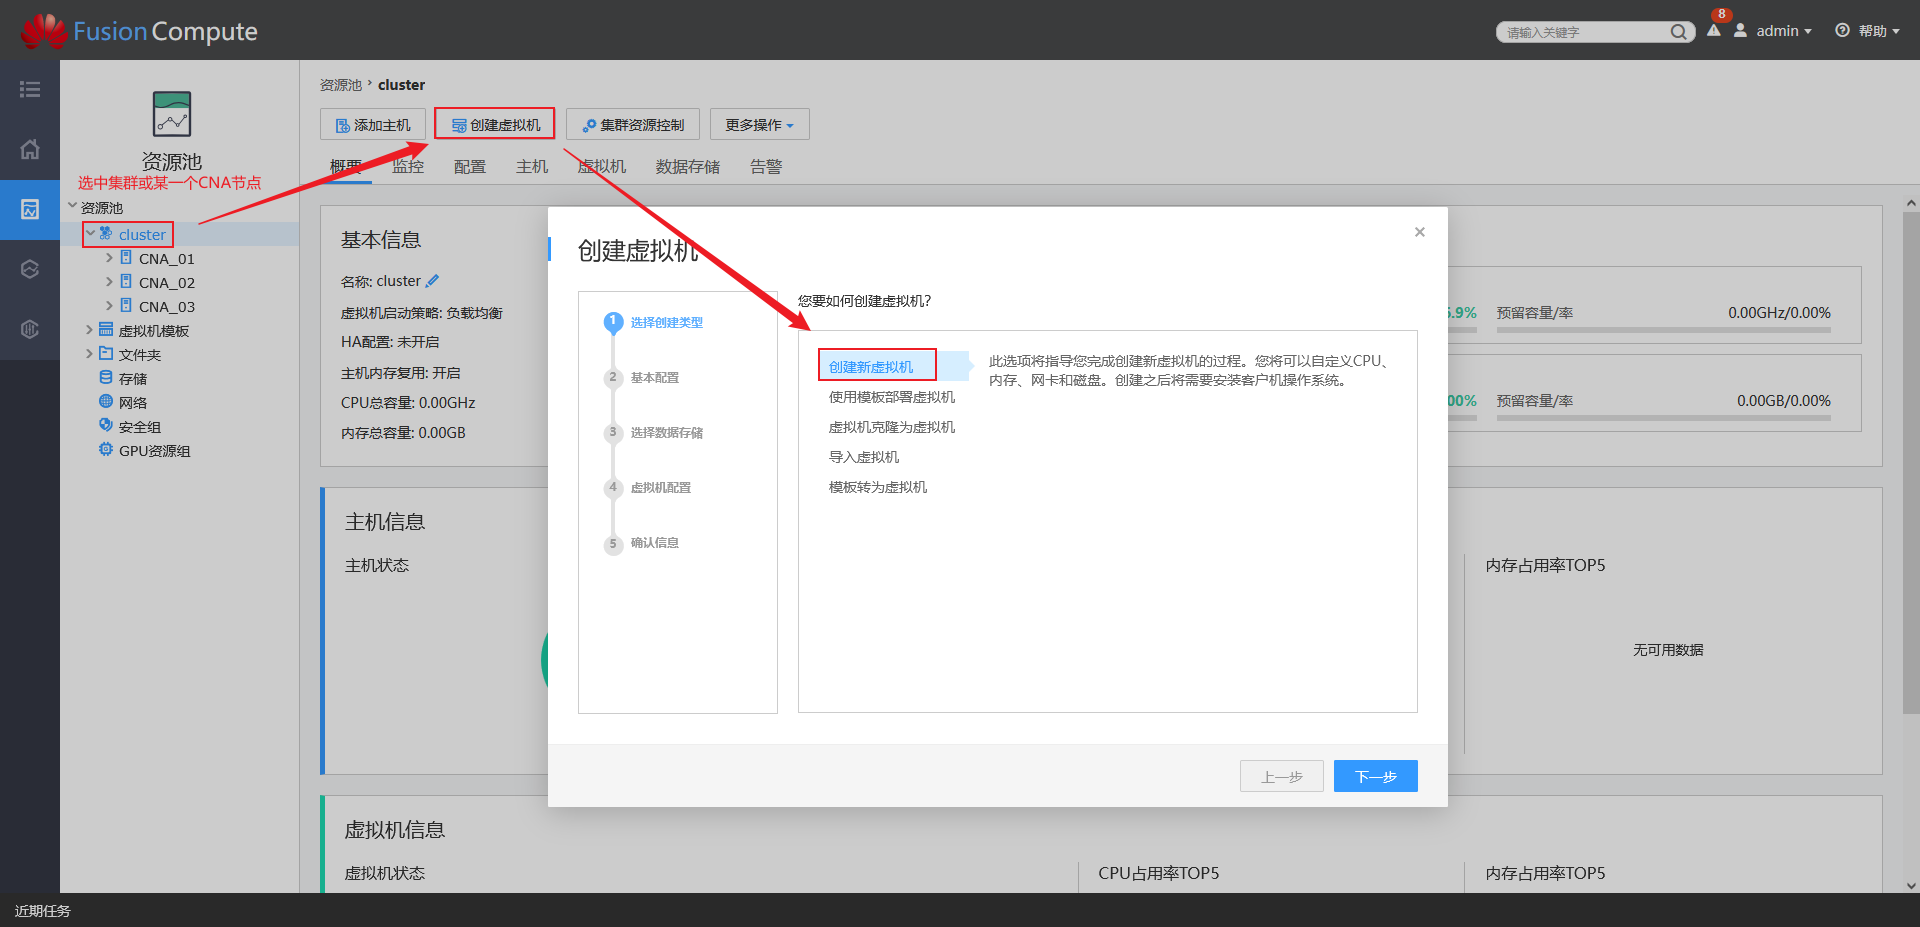 FusionCompute
请输入关键字
8
admin
帮助
资源池
选中集群或某一个CNA节点
资源池
cluster
CNA_01
CNA_02
CNA_03
虚拟机模板
文件夹
存储
网络
安全组
GPU资源组
资源池 > cluster
添加主机
创建虚拟机
集群资源控制
更多操作
概要
监控
配置
主机
虚拟机
数据存储
告警
基本信息
名称: cluster
虚拟机启动策略: 负载均衡
HA配置: 未开启
主机内存复用: 开启
CPU总容量: 0.00GHz
内存总容量: 0.00GB
.9%
预留容量/率
0.00GHz/0.00%
00%
预留容量/率
0.00GB/0.00%
创建虚拟机
×
1 选择创建类型
2 基本配置
3 选择数据存储
4 虚拟机配置
5 确认信息
您要如何创建虚拟机?
创建新虚拟机
使用模板部署虚拟机
虚拟机克隆为虚拟机
导入虚拟机
模板转为虚拟机
此选项将指导您完成创建新虚拟机的过程。您将可以自定义CPU、
内存、网卡和磁盘。创建之后将需要安装客户机操作系统。
上一步
下一步
主机信息
主机状态
内存占用率TOP5
无可用数据
虚拟机信息
虚拟机状态
CPU占用率TOP5
内存占用率TOP5
近期任务